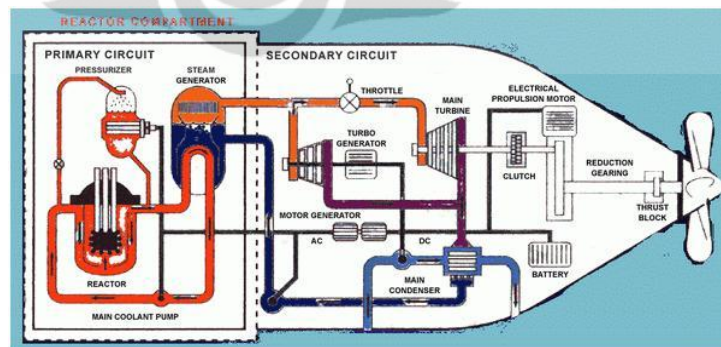 REACTOR COMPARTMENT
PRIMARY CIRCUIT
SECONDARY CIRCUIT
PRESSURIZER
STEAM
GENERATOR
THROTTLE
MAIN
TURBINE
ELECTRICAL
PROPULSION MOTOR
TURBO
GENERATOR
CLUTCH
REDUCTION
GEARING
THRUST
BLOCK
MOTOR GENERATOR
AC
DC
REACTOR
MAIN COOLANT PUMP
MAIN
CONDENSER
BATTERY